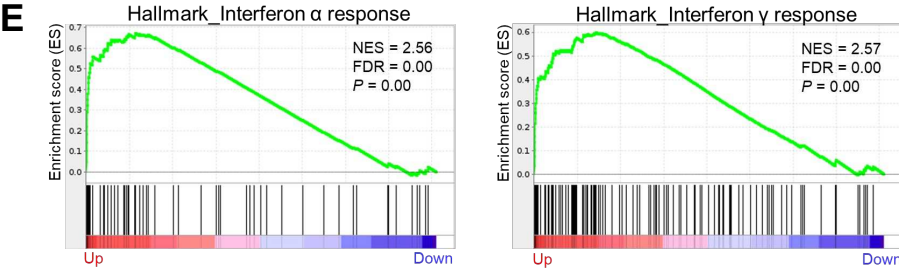 E
Hallmark_Interferon α response
Enrichment score (ES)
0.7
0.6
0.5
0.4
0.3
0.2
0.1
0.0
NES = 2.56
FDR = 0.00
P = 0.00
Up
Down
Hallmark_Interferon γ response
Enrichment score (ES)
0.6
0.5
0.4
0.3
0.2
0.1
0.0
NES = 2.57
FDR = 0.00
P = 0.00
Up
Down